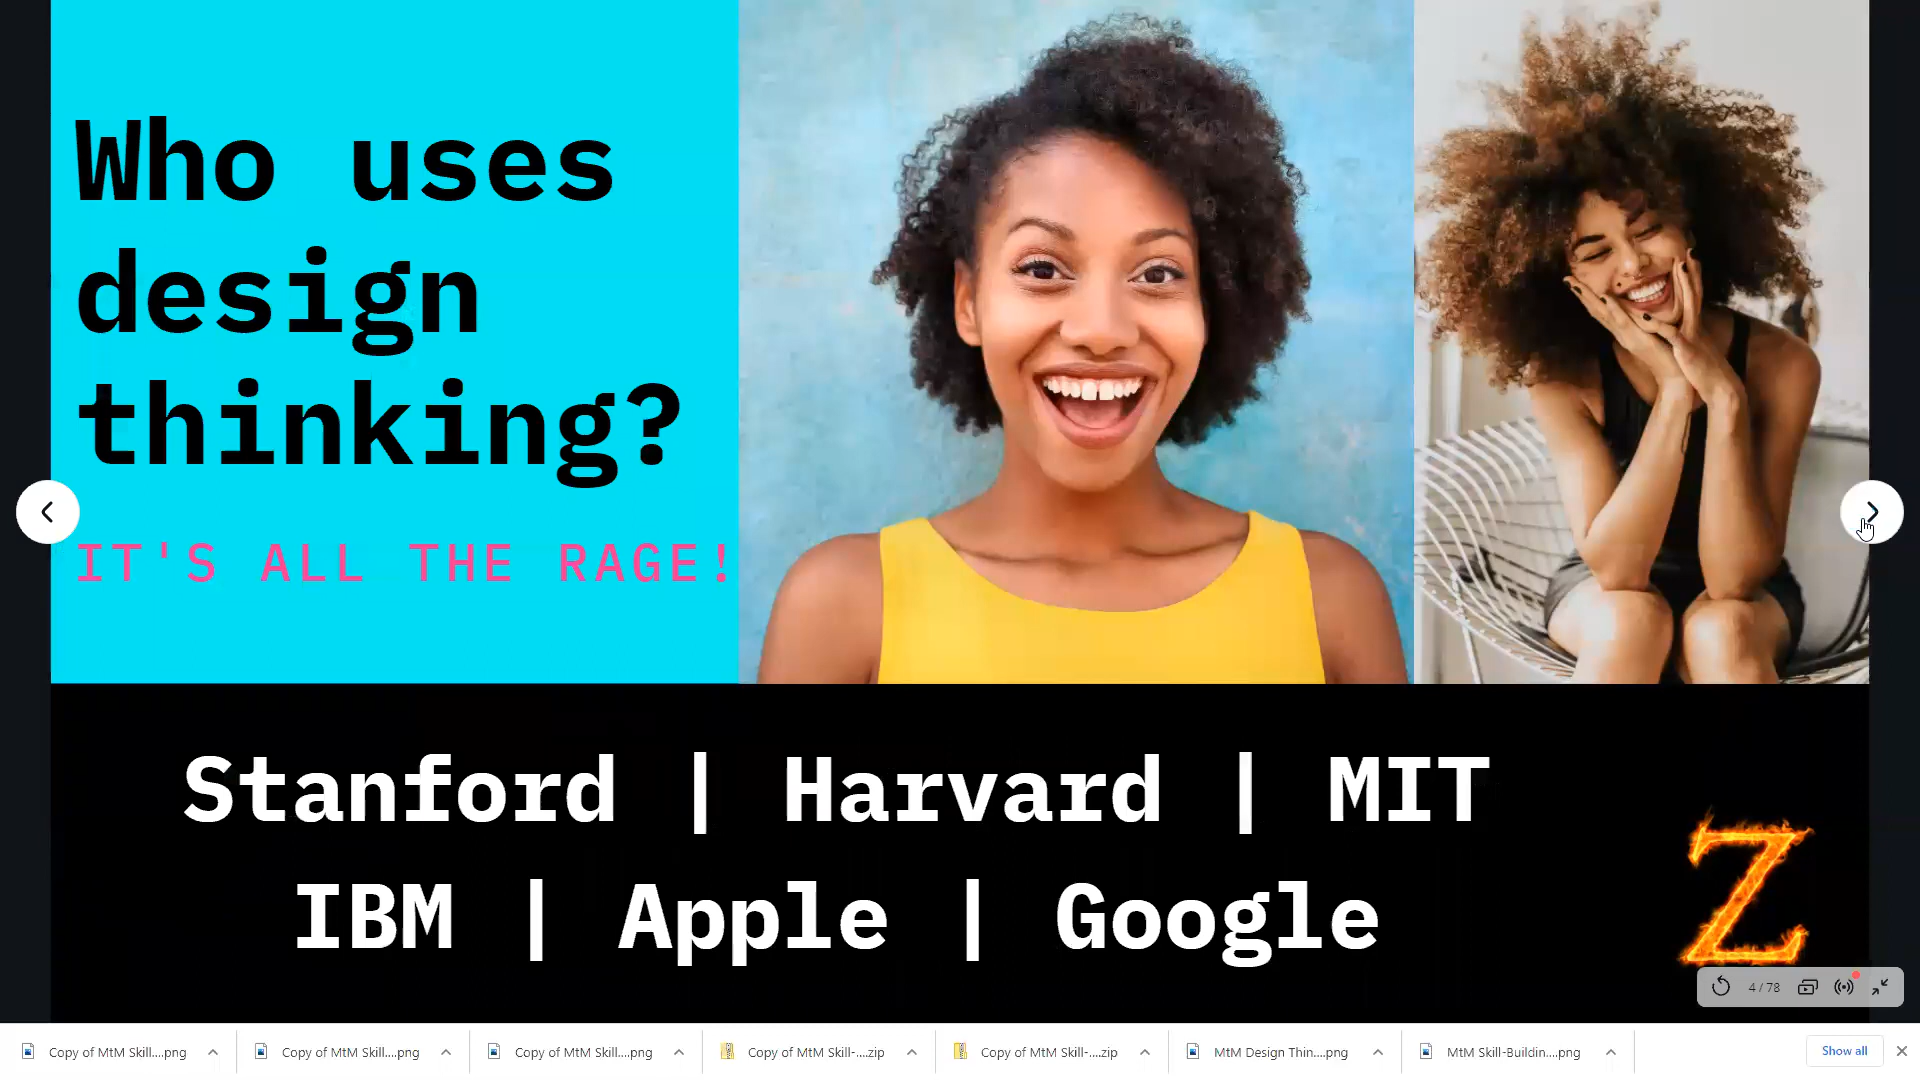 Who uses
design
thinking?
IT'S ALL THE RAGE!
Stanford | Harvard | MIT
IBM | Apple | Google
Z
4 / 78
Copy of MtM Skill....png
Copy of MtM Skill....png
Copy of MtM Skill....png
Copy of MtM Skill-....zip
Copy of MtM Skill-....zip
MtM Design Thin....png
MtM Skill-Buildin....png
Show all